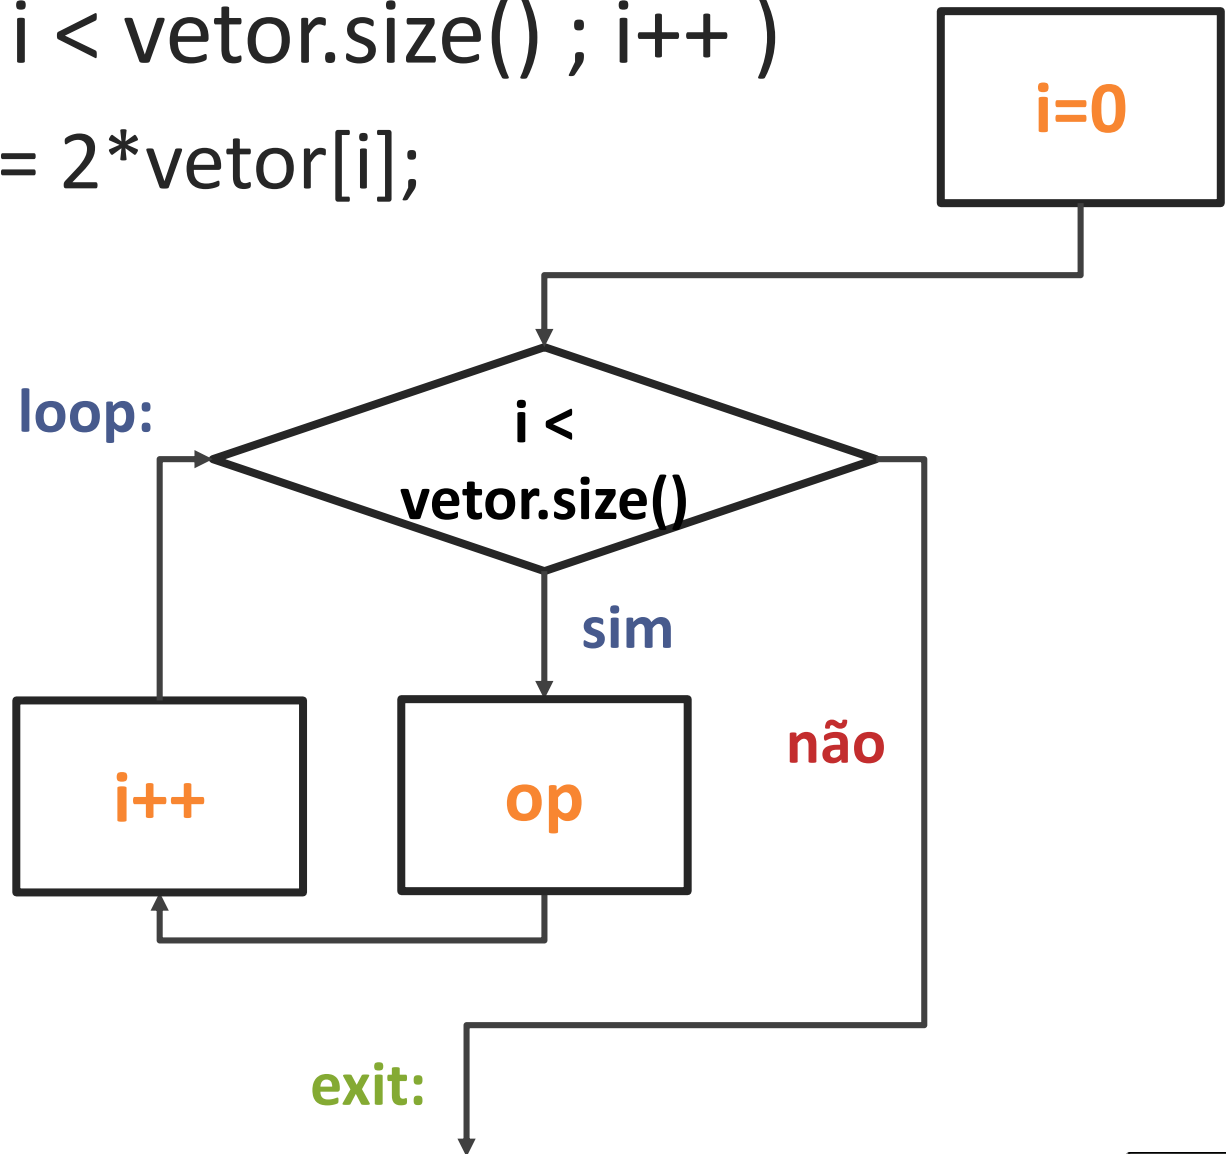 i < vetor.size() ; i++ )
= 2*vetor[i];
i=0
loop:
i <
vetor.size()
sim
não
i++
op
exit: